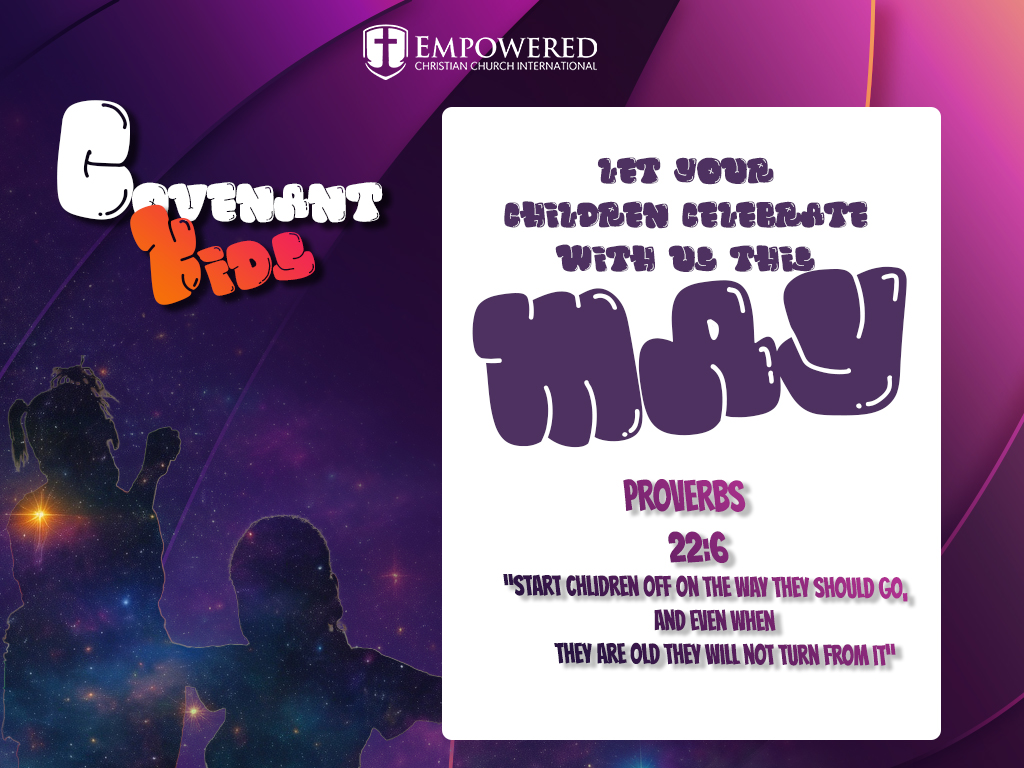 EMPOWERED
CHRISTIAN CHURCH INTERNATIONAL
COVENANT
KIDS
LET YOUR
CHILDREN CELEBRATE
WITH US THIS
MAY
PROVERBS
22:6
"START CHLIDREN OFF ON THE WAY THEY SHOULD GO,
AND EVEN WHEN
THEY ARE OLD THEY WILL NOT TURN FROM IT"